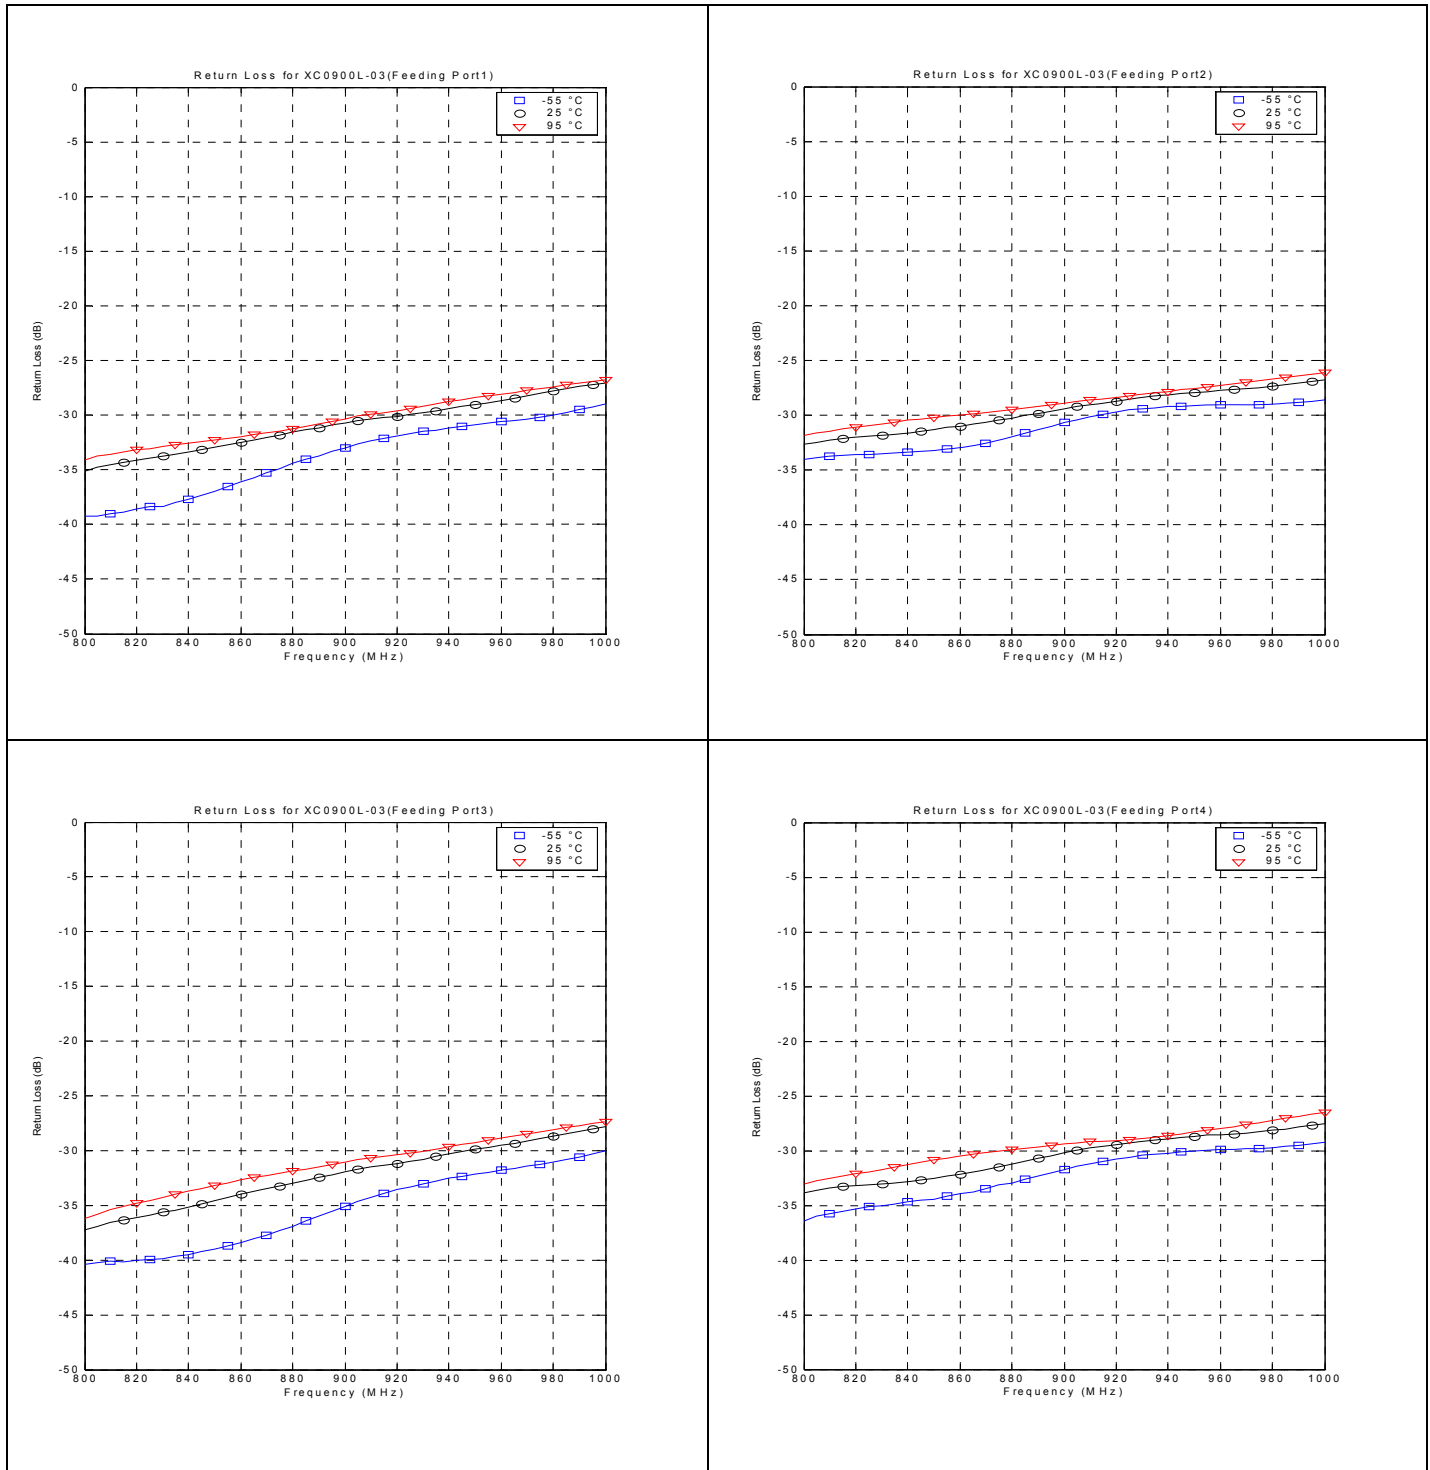 Return Loss for XC0900L-03(Feeding Port1)
-55 °C
25 °C
95 °C
0
-5
-10
-15
-20
-25
-30
-35
-40
-45
-50
Return Loss (dB)
800 820 840 860 880 900 920 940 960 980 1000
Frequency (MHz)
Return Loss for XC0900L-03(Feeding Port2)
-55 °C
25 °C
95 °C
0
-5
-10
-15
-20
-25
-30
-35
-40
-45
-50
Return Loss (dB)
800 820 840 860 880 900 920 940 960 980 1000
Frequency (MHz)
Return Loss for XC0900L-03(Feeding Port3)
-55 °C
25 °C
95 °C
0
-5
-10
-15
-20
-25
-30
-35
-40
-45
-50
Return Loss (dB)
800 820 840 860 880 900 920 940 960 980 1000
Frequency (MHz)
Return Loss for XC0900L-03(Feeding Port4)
-55 °C
25 °C
95 °C
0
-5
-10
-15
-20
-25
-30
-35
-40
-45
-50
Return Loss (dB)
800 820 840 860 880 900 920 940 960 980 1000
Frequency (MHz)